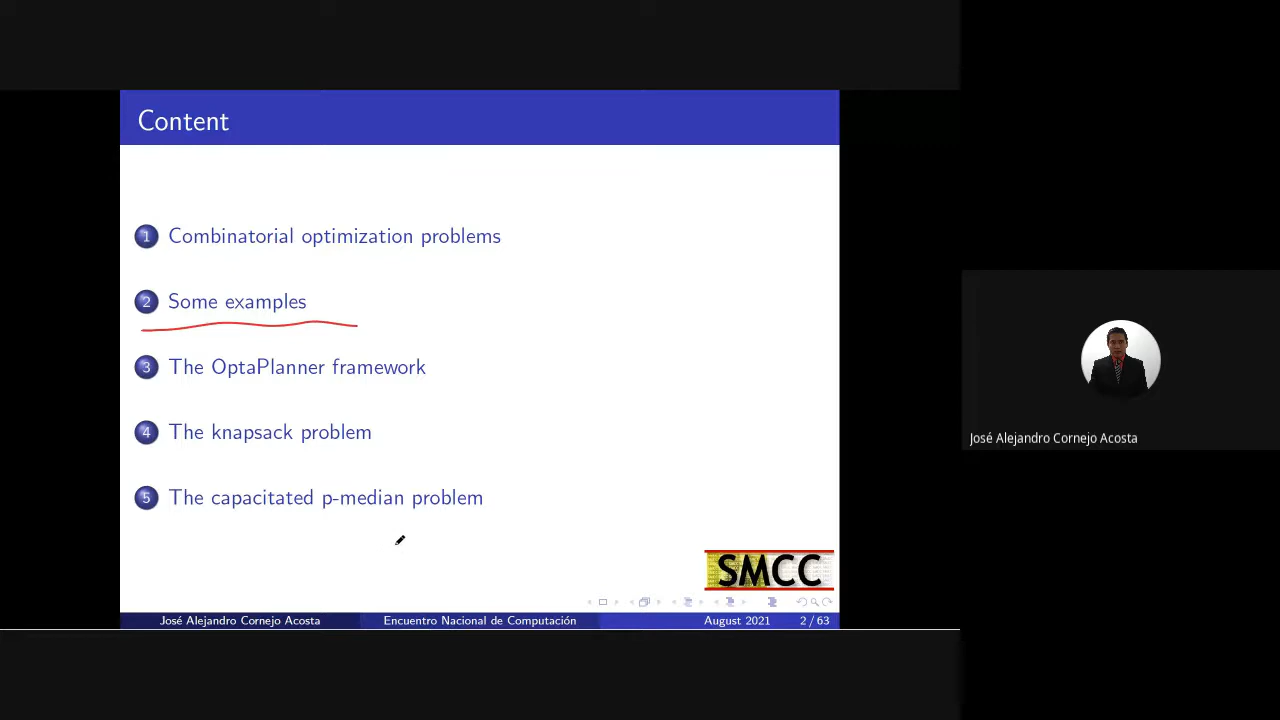 Content
1 Combinatorial optimization problems
2 Some examples
3 The OptaPlanner framework
4 The knapsack problem
5 The capacitated p-median problem
SMCC
José Alejandro Cornejo Acosta Encuentro Nacional de Computación August 2021 2 / 63
José Alejandro Cornejo Acosta